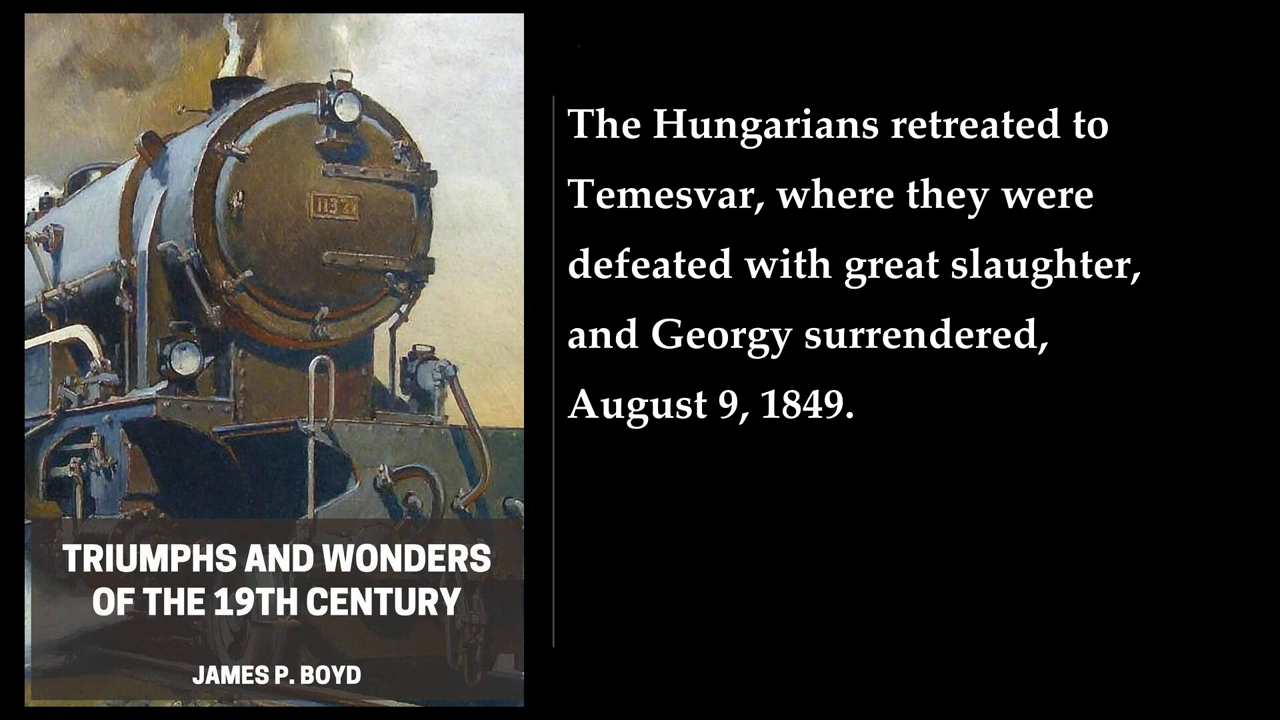 The Hungarians retreated to
Temesvar, where they were
defeated with great slaughter,
and Georgy surrendered,
August 9, 1849.
TRIUMPHS AND WONDERS
OF THE 19TH CENTURY
JAMES P. BOYD